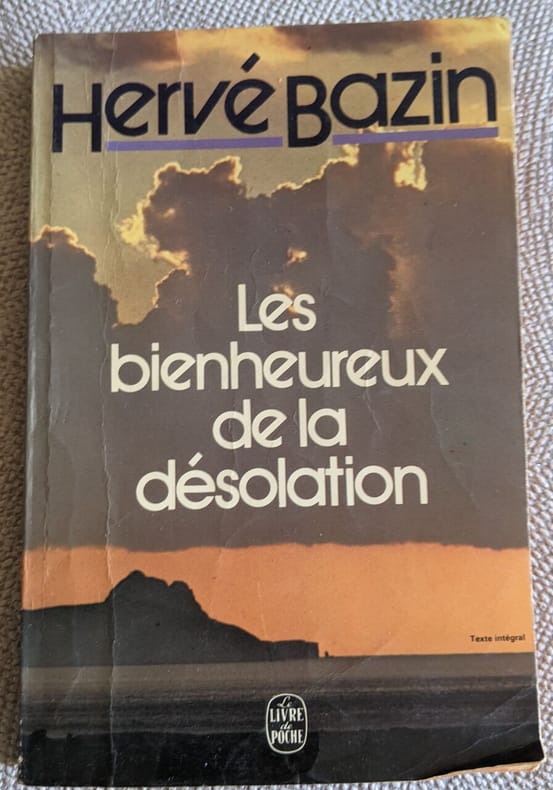 Hervé Bazin
Les
bienheureux
de la
désolation
Texte intégral
Le
LIVRE
de
POCHE